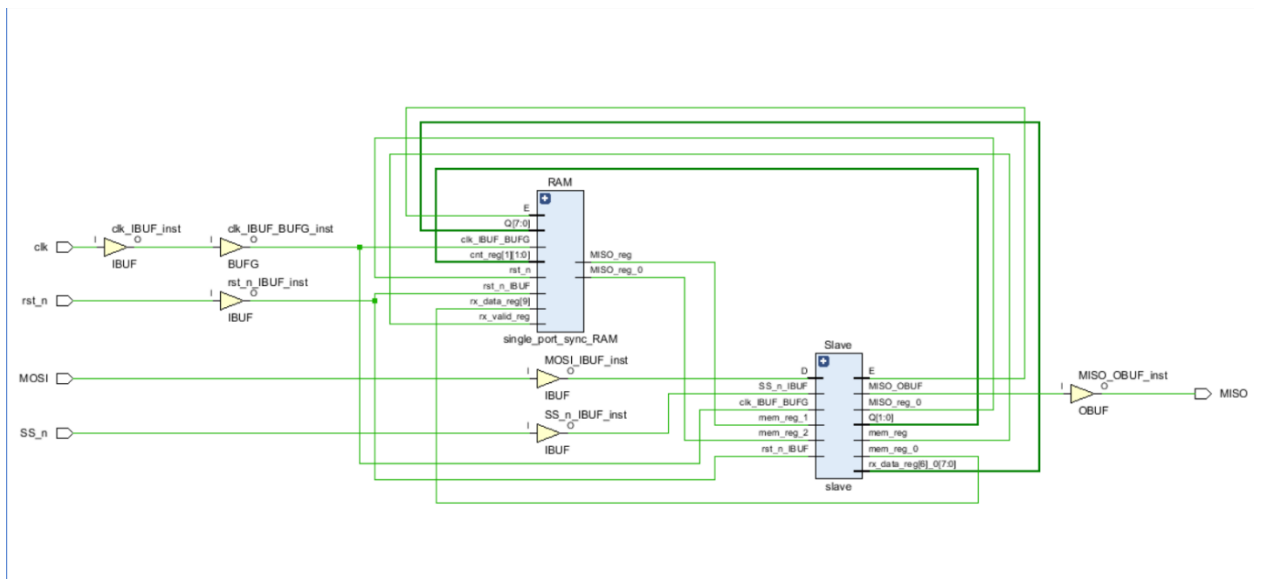 RAM
E
Q[7:0]
clk_IBUF_BUFG
cnt_reg[1][1:0]
rst_n
rst_n_IBUF
rx_data_reg[9]
rx_valid_reg
MISO_reg
MISO_reg_0
single_port_sync_RAM
clk_IBUF_inst
clk
I
O
IBUF
clk_IBUF_BUFG_inst
I
O
BUFG
rst_n_IBUF_inst
rst_n
I
O
IBUF
MOSI_IBUF_inst
MOSI
I
O
IBUF
SS_n_IBUF_inst
SS_n
I
O
IBUF
Slave
D
SS_n_IBUF
clk_IBUF_BUFG
mem_reg_1
mem_reg_2
rst_n_IBUF
E
MISO_OBUF
MISO_reg_0
Q[1:0]
mem_reg
mem_reg_0
rx_data_reg[6]_0[7:0]
slave
MISO_OBUF_inst
I
O
OBUF
MISO